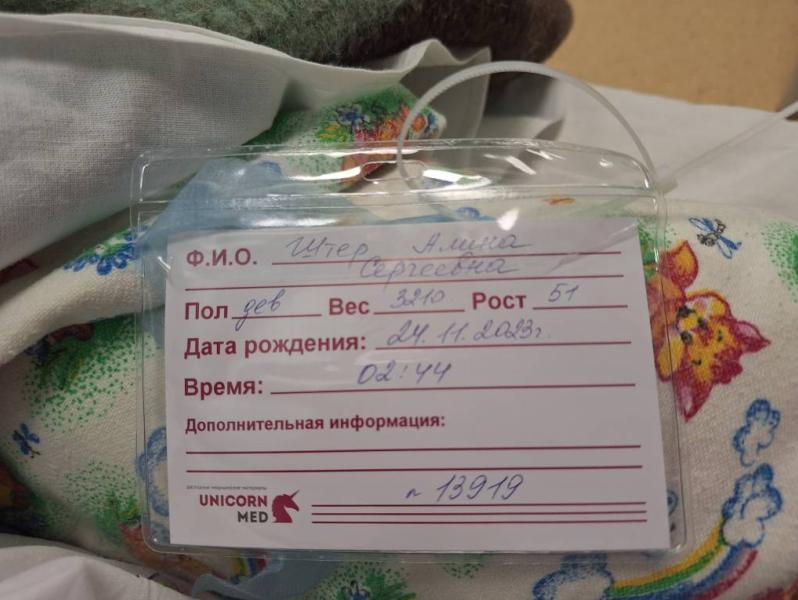 Ф.И.О. Штер Алина
Сергеевна
Пол дев Вес 3210 Рост 51
Дата рождения: 24.11.2023г.
Время: 02:44
Дополнительная информация:
UNICORN
MED
n 13919